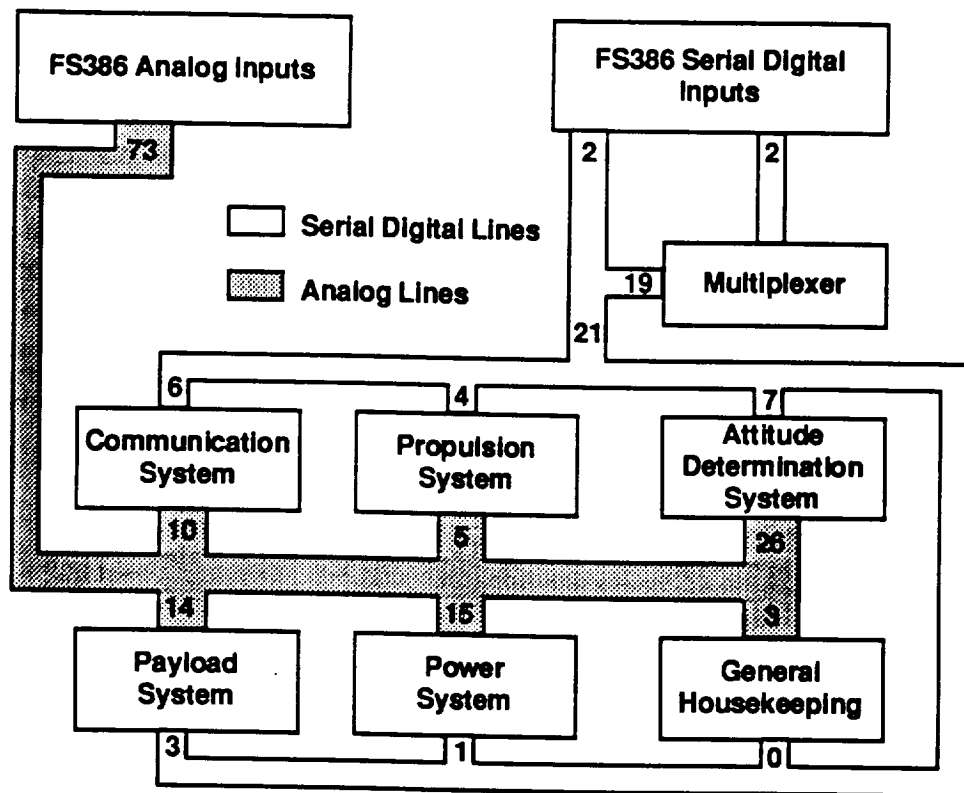 FS386 Analog Inputs
FS386 Serial Digital
Inputs
73
2
2
Serial Digital Lines
Analog Lines
19
Multiplexer
21
6
4
7
Communication
System
Propulsion
System
Attitude
Determination
System
10
5
26
14
15
3
Payload
System
Power
System
General
Housekeeping
3
1
0